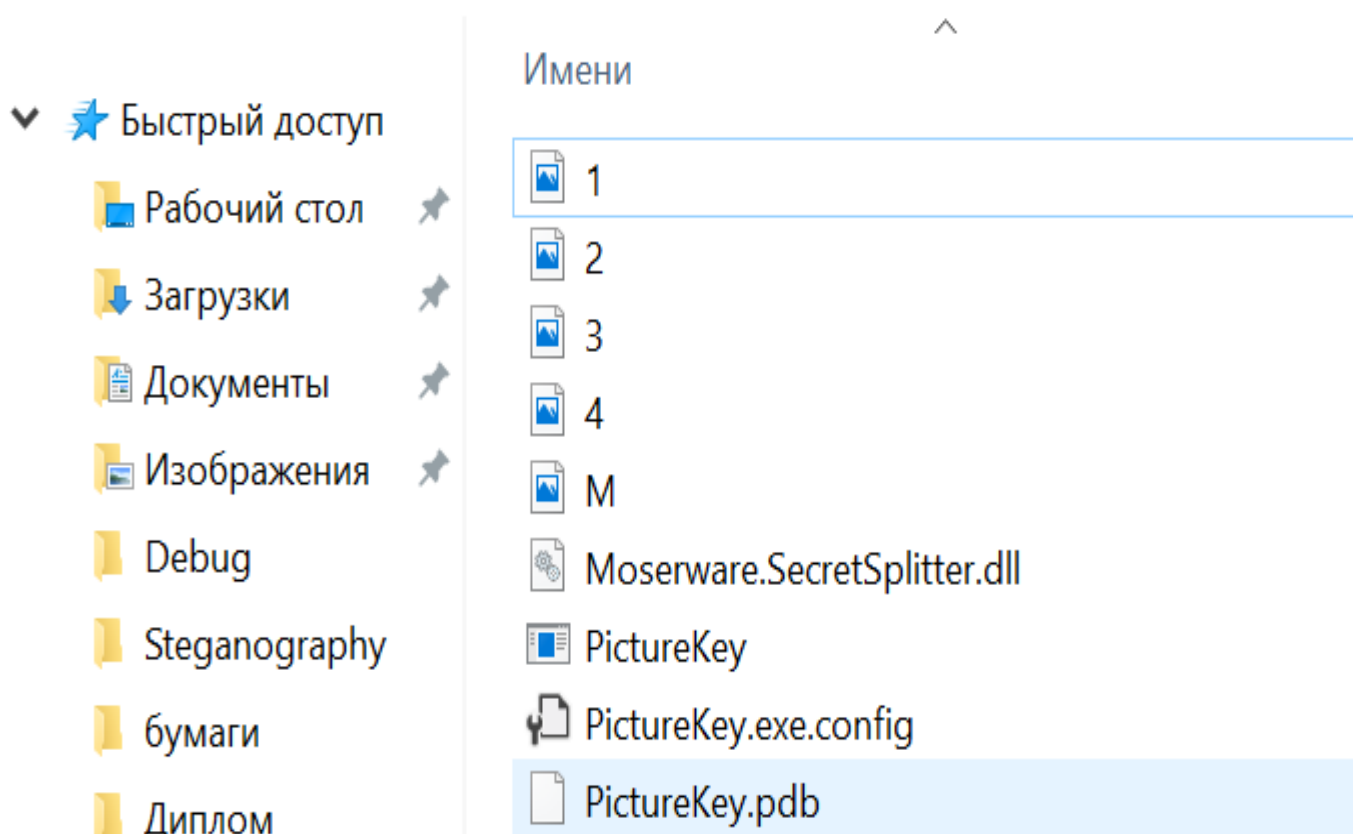 Быстрый доступ
Рабочий стол
Загрузки
Документы
Изображения
Debug
Steganography
бумаги
Диплом
Имени
1
2
3
4
M
Moserware.SecretSplitter.dll
PictureKey
PictureKey.exe.config
PictureKey.pdb